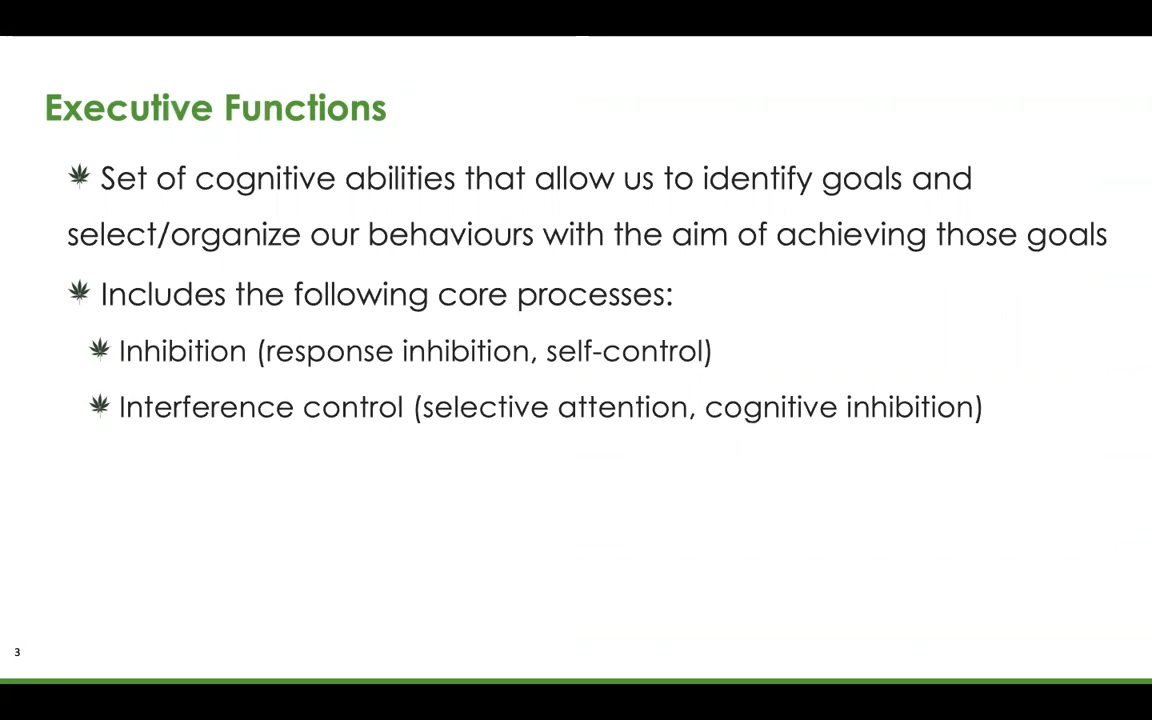 Executive Functions
Set of cognitive abilities that allow us to identify goals and
select/organize our behaviours with the aim of achieving those goals
Includes the following core processes:
Inhibition (response inhibition, self-control)
Interference control (selective attention, cognitive inhibition)
3